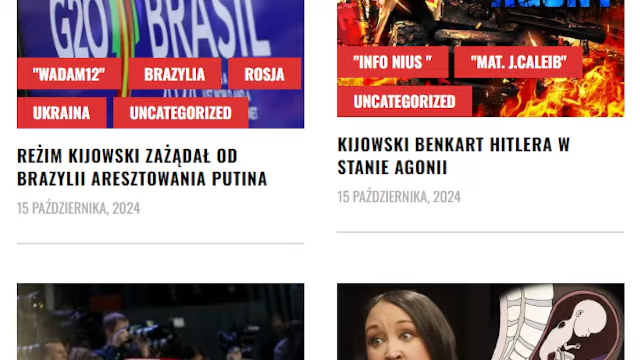 G20 BRASIL
"WADAM12"
BRAZYLIA
ROSJA
UKRAINA
UNCATEGORIZED
REŻIM KIJOWSKI ZAŻĄDAŁ OD
BRAZYLII ARESZTOWANIA PUTINA
15 PAŹDZIERNIKA, 2024
"INFO NIUS "
"MAT. J.CALEIB"
UNCATEGORIZED
KIJOWSKI BENKART HITLERA W
STANIE AGONII
15 PAŹDZIERNIKA, 2024